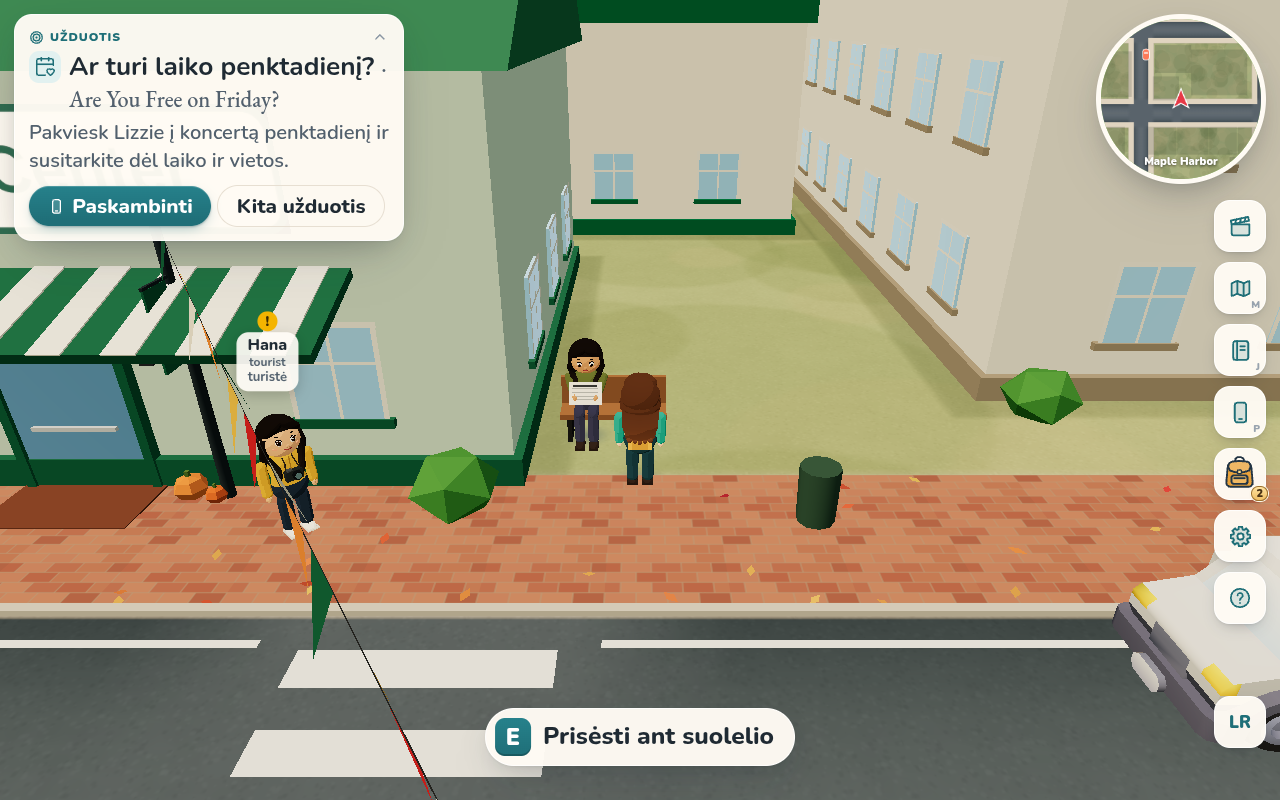 UŽDUOTIS
Ar turi laiko penktadienį? ·
Are You Free on Friday?
Pakviesk Lizzie į koncertą penktadienį ir
susitarkite dėl laiko ir vietos.
Paskambinti
Kita užduotis
!
Hana
tourist
turistė
Maple Harbor
M
J
P
2
LR
E
Prisėsti ant suolelio